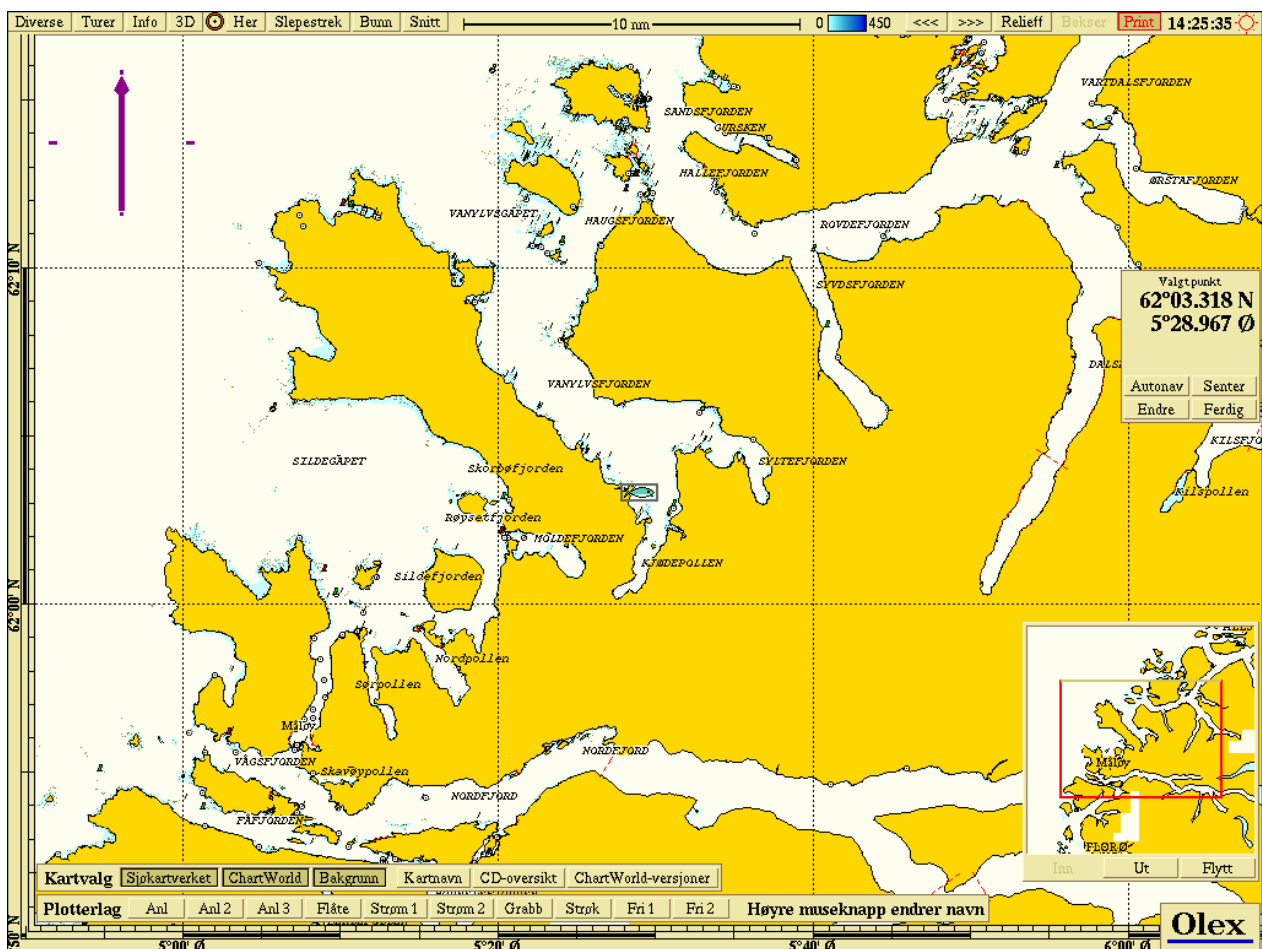 Diverse Turer Info 3D Her Slepestrek Bunn Snitt 10 nm 0 450 <<< >>> Relieff Bokser Print 14:25:35
VARTDALSFJORDEN
SANDSFJORDEN
GURSKEN
HALLEFJORDEN
ØRSTAFJORDEN
VANYLVSGAPET
HAUGSFJORDEN
ROVDEFJORDEN
62°10' N
SYVDSFJORDEN
Valgt punkt
62°03.318 N
5°28.967 Ø
Autonav Senter
Endre Ferdig
VANYLVSFJORDEN
SILDEGAPET
Skorpefjorden
SYLTEFJORDEN
Kilspollen
Røysetfjorden
MOLDEFJORDEN
KJØDEPOLLEN
Sildefjorden
62°00' N
Nordpollen
Sørpollen
Måløy
VÅGSFJORDEN
NORDFJORD
Skavøypollen
NORDFJORD
FÅFJORDEN
Måløy
FLORØ
Inn Ut Flytt
Kartvalg Sjøkartverket ChartWorld Bakgrunn Kartnavn CD-oversikt ChartWorld-versjoner
Plotterlag Anl Anl 2 Anl 3 Flåte Strøm 1 Strøm 2 Grabb Strøk Fri 1 Fri 2 Høyre museknapp endrer navn
Olex
5°00' Ø 5°20' Ø 5°40' Ø 6°00' Ø